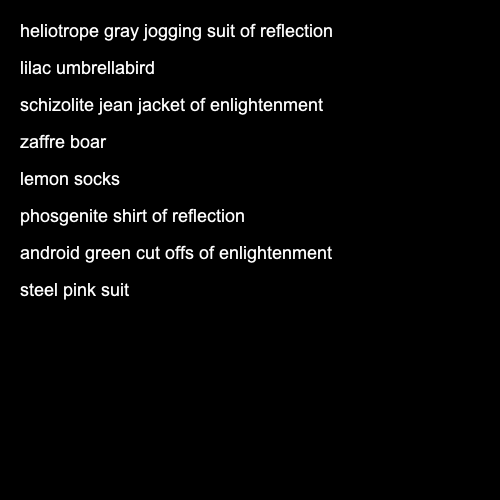 heliotrope gray jogging suit of reflection
lilac umbrellabird
schizolite jean jacket of enlightenment
zaffre boar
lemon socks
phosgenite shirt of reflection
android green cut offs of enlightenment
steel pink suit